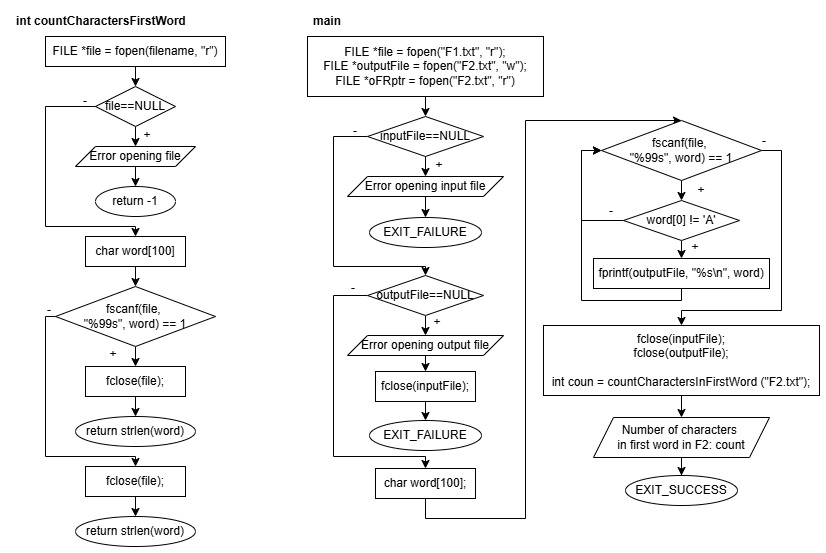 int countCharactersFirstWord
FILE *file = fopen(filename, "r")
-
file==NULL
+
Error opening file
return -1
char word[100]
-
fscanf(file,
"%99s", word) == 1
+
fclose(file);
return strlen(word)
fclose(file);
return strlen(word)
main
FILE *file = fopen("F1.txt", "r");
FILE *outputFile = fopen("F2.txt", "w");
FILE *oFRptr = fopen("F2.txt", "r")
-
inputFile==NULL
+
Error opening input file
EXIT_FAILURE
-
outputFile==NULL
+
Error opening output file
fclose(inputFile);
EXIT_FAILURE
char word[100];
fscanf(file,
"%99s", word) == 1
-
+
-
word[0] != 'A'
+
fprintf(outputFile, "%s\n", word)
fclose(inputFile);
fclose(outputFile);
int coun = countCharactersInFirstWord ("F2.txt");
Number of characters
in first word in F2: count
EXIT_SUCCESS